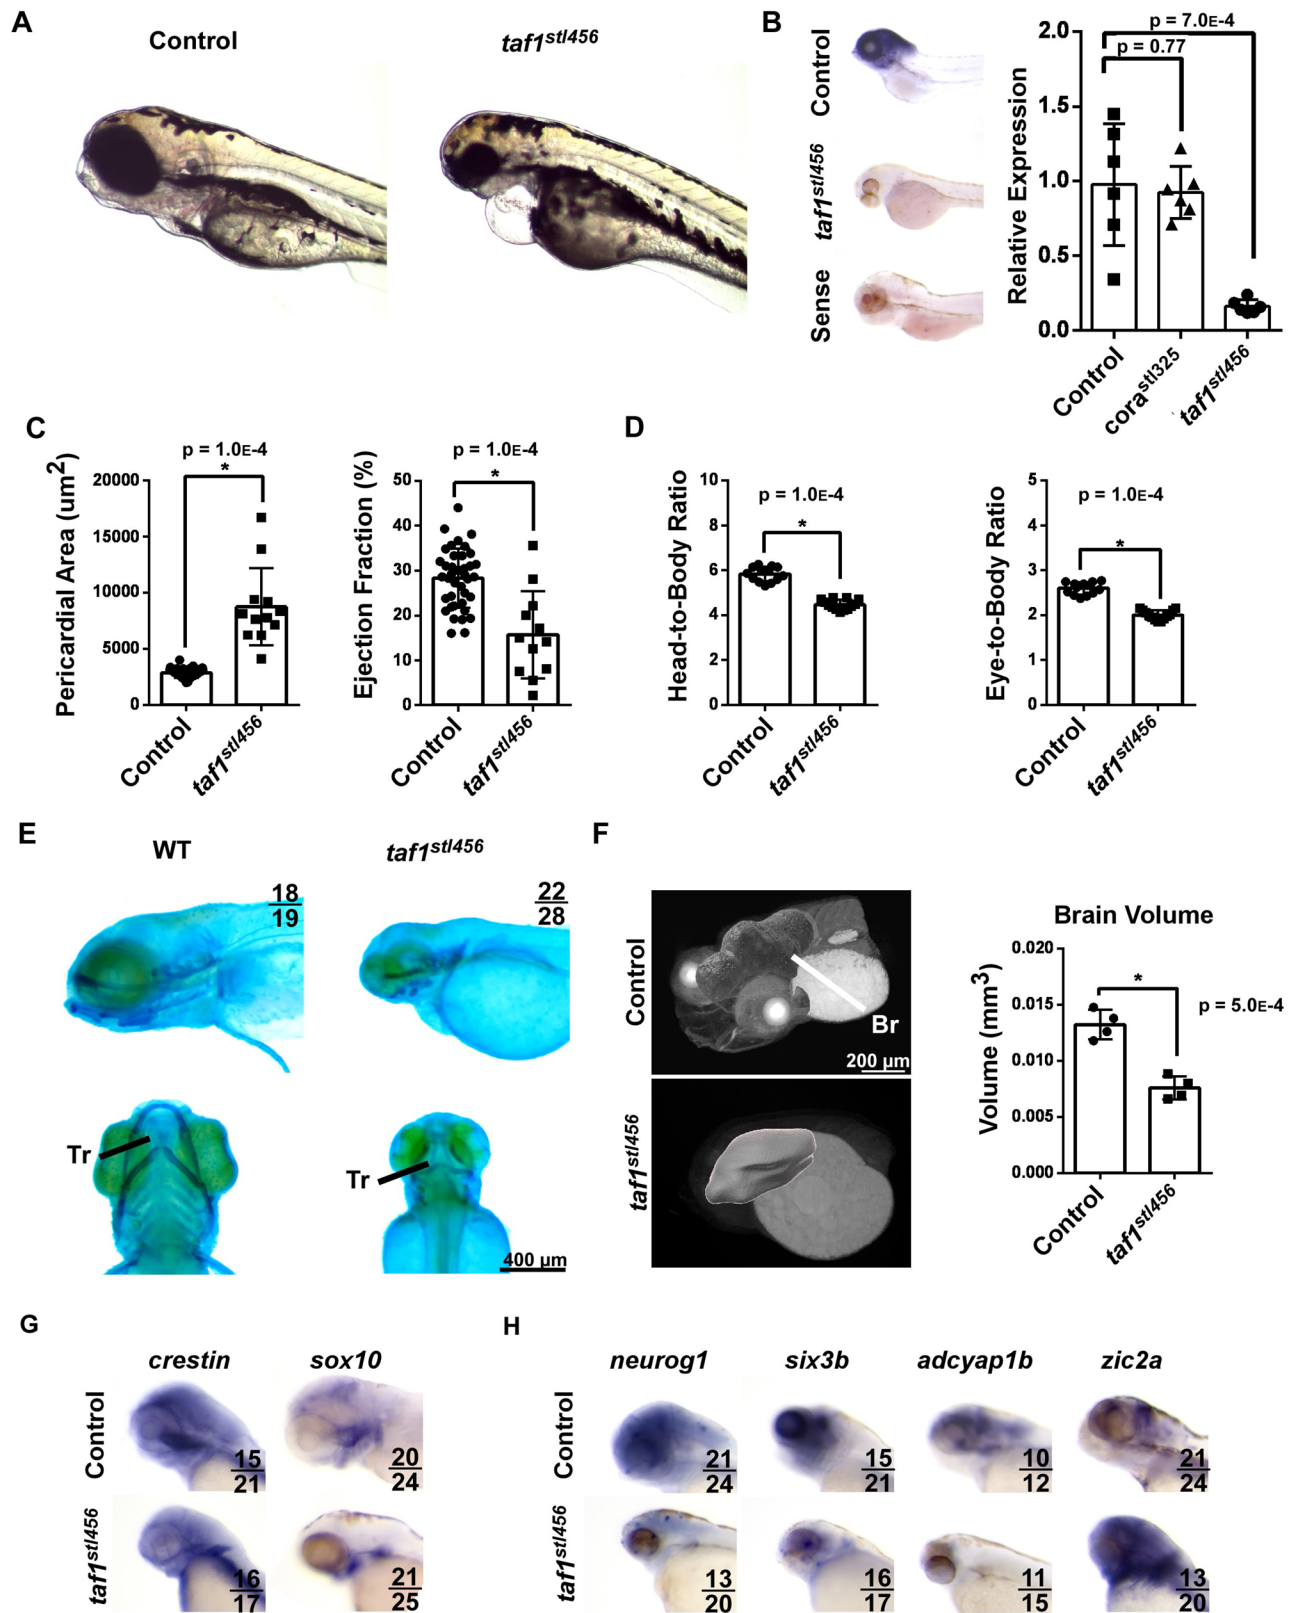 A
Control
taf1stl456
B
Control
taf1stl456
Sense
Relative Expression
p = 7.0E-4
p = 0.77
2.0
1.5
1.0
0.5
0.0
Control
corastl325
taf1stl456
C
p = 1.0E-4
*
Pericardial Area (um2)
20000
15000
10000
5000
0
Control
taf1stl456
p = 1.0E-4
*
Ejection Fraction (%)
50
40
30
20
10
0
Control
taf1stl456
D
p = 1.0E-4
*
Head-to-Body Ratio
10
8
6
4
2
0
Control
taf1stl456
p = 1.0E-4
*
Eye-to-Body Ratio
5
4
3
2
1
0
Control
taf1stl456
E
WT
taf1stl456
18
19
22
28
Tr
Tr
400 µm
F
Control
Br
200 µm
taf1stl456
Brain Volume
*
p = 5.0E-4
Volume (mm3)
0.020
0.015
0.010
0.005
0.000
Control
taf1stl456
G
crestin sox10
Control
15
21
20
24
taf1stl456
16
17
21
25
H
neurog1 six3b adcyap1b zic2a
Control
21
24
15
21
10
12
21
24
taf1stl456
13
20
16
17
11
15
13
20